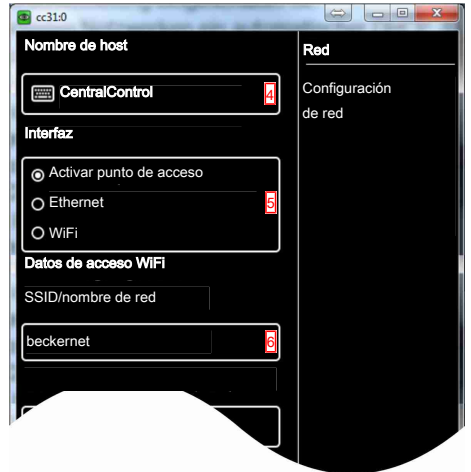 cc31:0
Nombre de host
CentralControl
4
Interfaz
Activar punto de acceso
Ethernet
5
WiFi
Datos de acceso WiFi
SSID/nombre de red
beckernet
6
Red
Configuración
de red